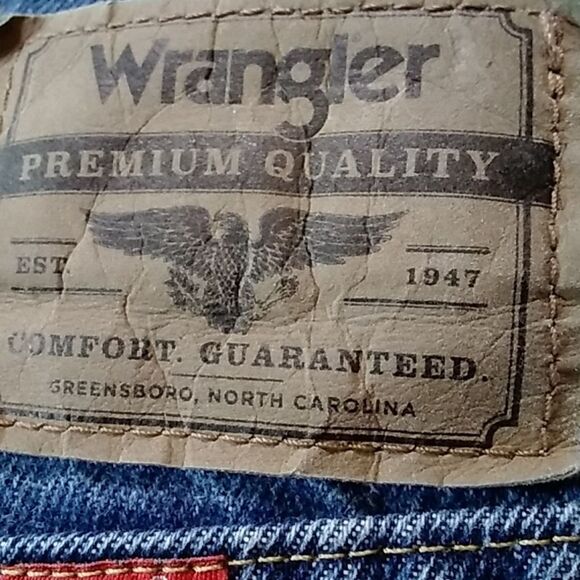 Wrangler
PREMIUM QUALITY
EST. 1947
COMFORT. GUARANTEED.
GREENSBORO, NORTH CAROLINA